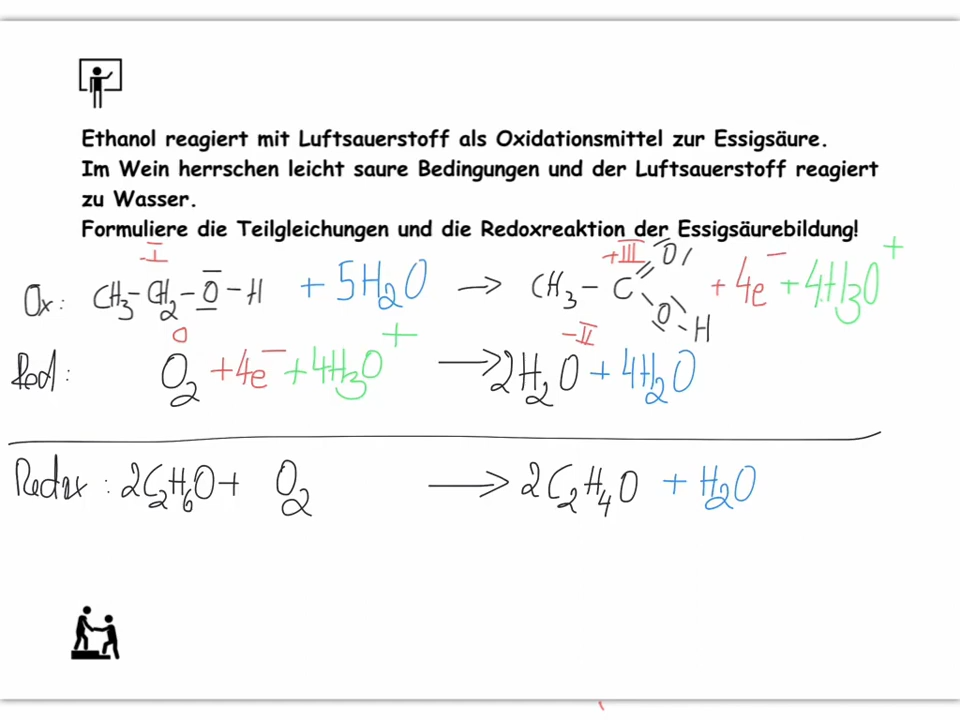 Ethanol reagiert mit Luftsauerstoff als Oxidationsmittel zur Essigsäure.
Im Wein herrschen leicht saure Bedingungen und der Luftsauerstoff reagiert
zu Wasser.
Formuliere die Teilgleichungen und die Redoxreaktion der Essigsäurebildung!
-I +III
Ox: CH₃-CH₂-O-H + 5H₂O → CH₃-C=O O-H + 4e⁻ + 4H₃O⁺
0 -II
Red: O₂ + 4e⁻ + 4H₃O⁺ → 2H₂O + 4H₂O
Redox: 2C₂H₆O + O₂ → 2C₂H₄O + H₂O